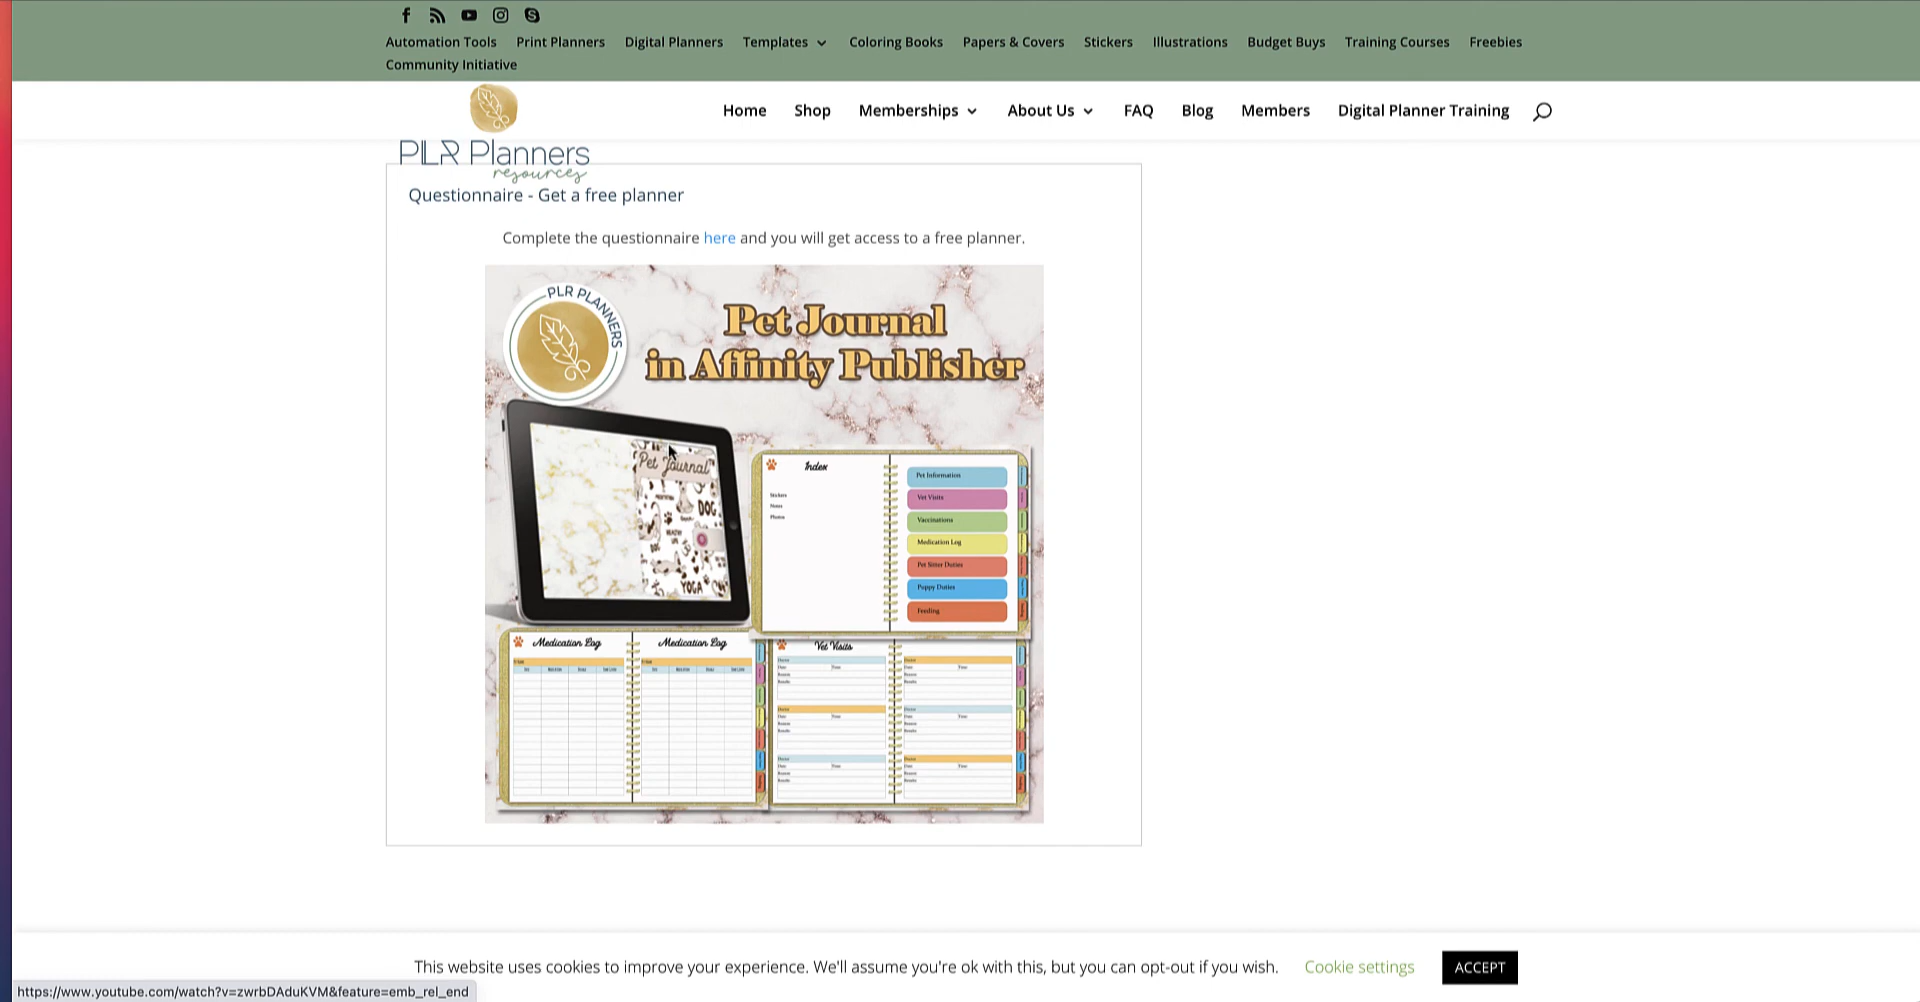 Automation Tools Print Planners Digital Planners Templates Coloring Books Papers & Covers Stickers Illustrations Budget Buys Training Courses Freebies
Community Initiative
Home Shop Memberships About Us FAQ Blog Members Digital Planner Training
PLR Planners
resources
Questionnaire - Get a free planner
Complete the questionnaire here and you will get access to a free planner.
PLR PLANNERS
Pet Journal
in Affinity Publisher
Pet Journal
DOG
DOG
YOGA
Index
Stickers
Notes
Photos
Pet Information
Vet Visits
Vaccinations
Medication Log
Pet Sitter Duties
Puppy Duties
Feeding
Medication Log Medication Log
Vet Visits
This website uses cookies to improve your experience. We'll assume you're ok with this, but you can opt-out if you wish. Cookie settings ACCEPT
https://www.youtube.com/watch?v=zwrbDAduKVM&feature=emb_rel_end